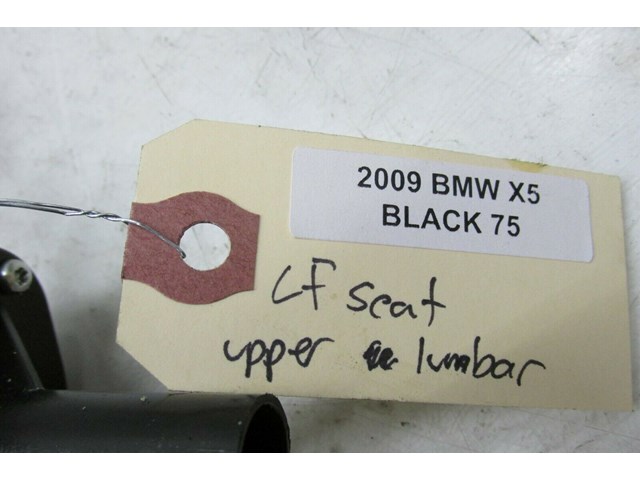 2009 BMW X5
BLACK 75
LF seat
upper lumbar